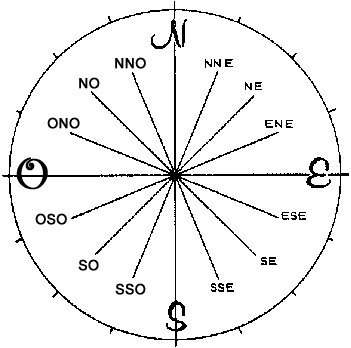 N
NNO NNE
NO NE
ONO ENE
O E
OSO ESE
SO SE
SSO SSE
S